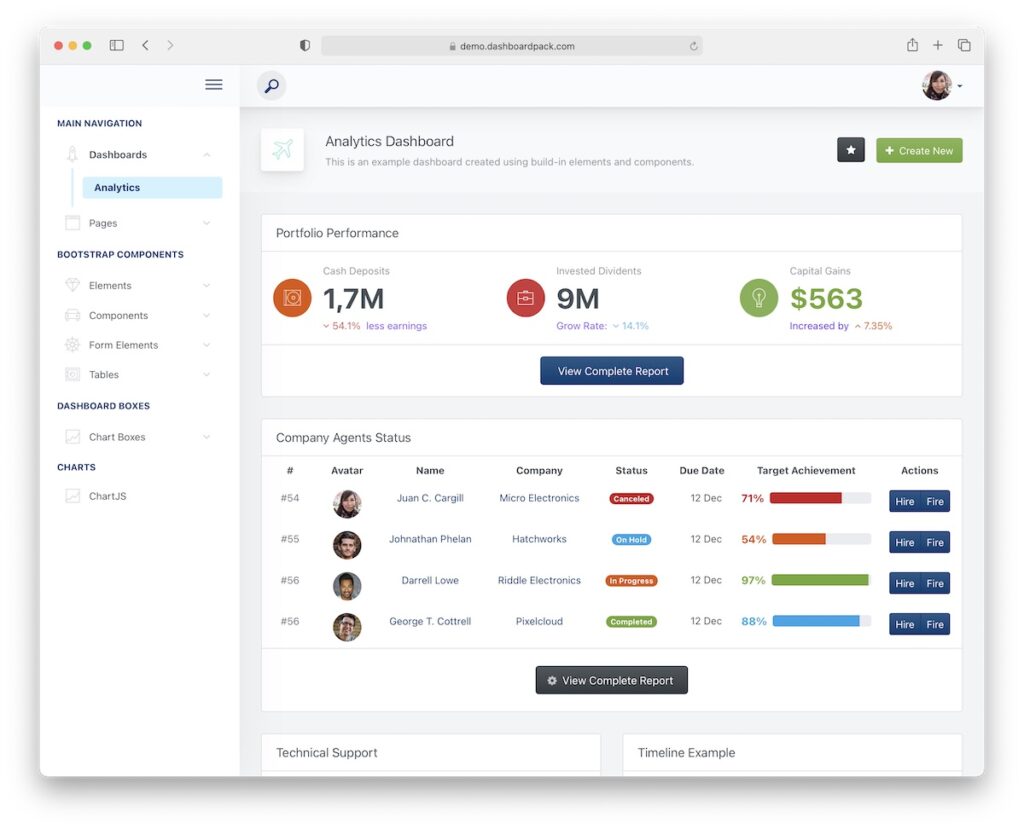 demo.dashboardpack.com
MAIN NAVIGATION
Dashboards
Analytics
Pages
BOOTSTRAP COMPONENTS
Elements
Components
Form Elements
Tables
DASHBOARD BOXES
Chart Boxes
CHARTS
ChartJS
Analytics Dashboard
This is an example dashboard created using build-in elements and components.
Create New
Portfolio Performance
Cash Deposits
1,7M
54.1% less earnings
Invested Dividents
9M
Grow Rate: 14.1%
Capital Gains
$563
Increased by 7.35%
View Complete Report
Company Agents Status
# Avatar Name Company Status Due Date Target Achievement Actions
#54 Juan C. Cargill Micro Electronics Canceled 12 Dec 71% Hire Fire
#55 Johnathan Phelan Hatchworks On Hold 12 Dec 54% Hire Fire
#56 Darrell Lowe Riddle Electronics In Progress 12 Dec 97% Hire Fire
#56 George T. Cottrell Pixelcloud Completed 12 Dec 88% Hire Fire
View Complete Report
Technical Support
Timeline Example